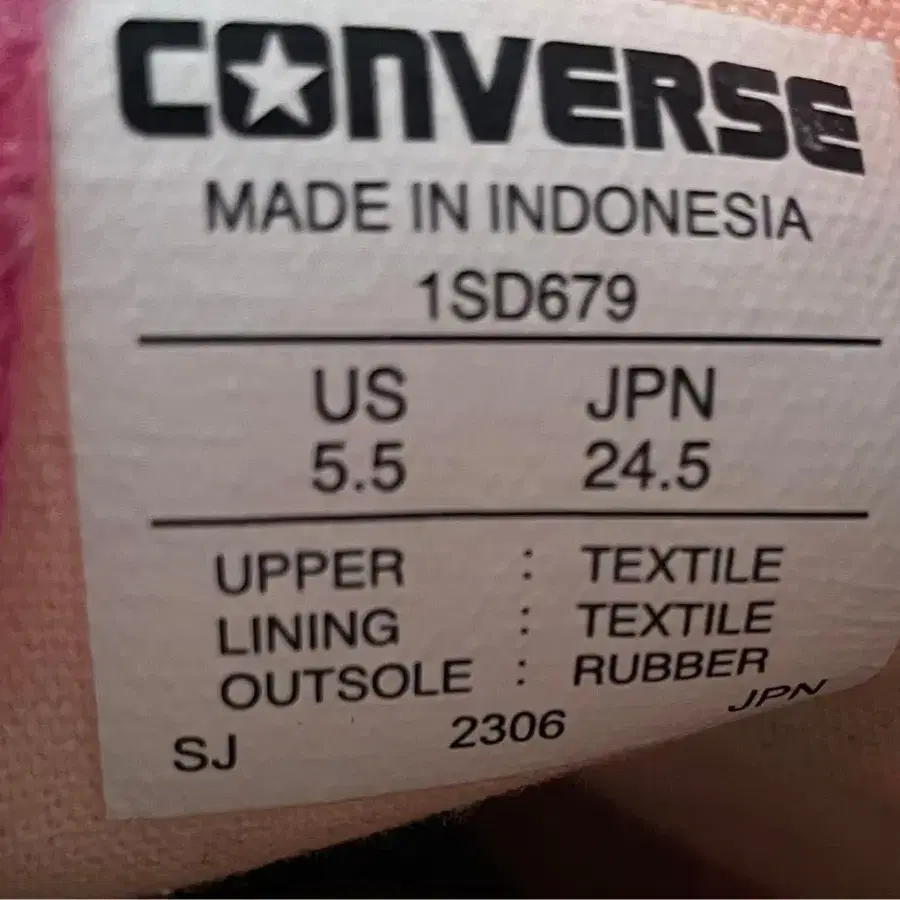 CONVERSE
MADE IN INDONESIA
1SD679
US JPN
5.5 24.5
UPPER : TEXTILE
LINING : TEXTILE
OUTSOLE : RUBBER
SJ 2306 JPN